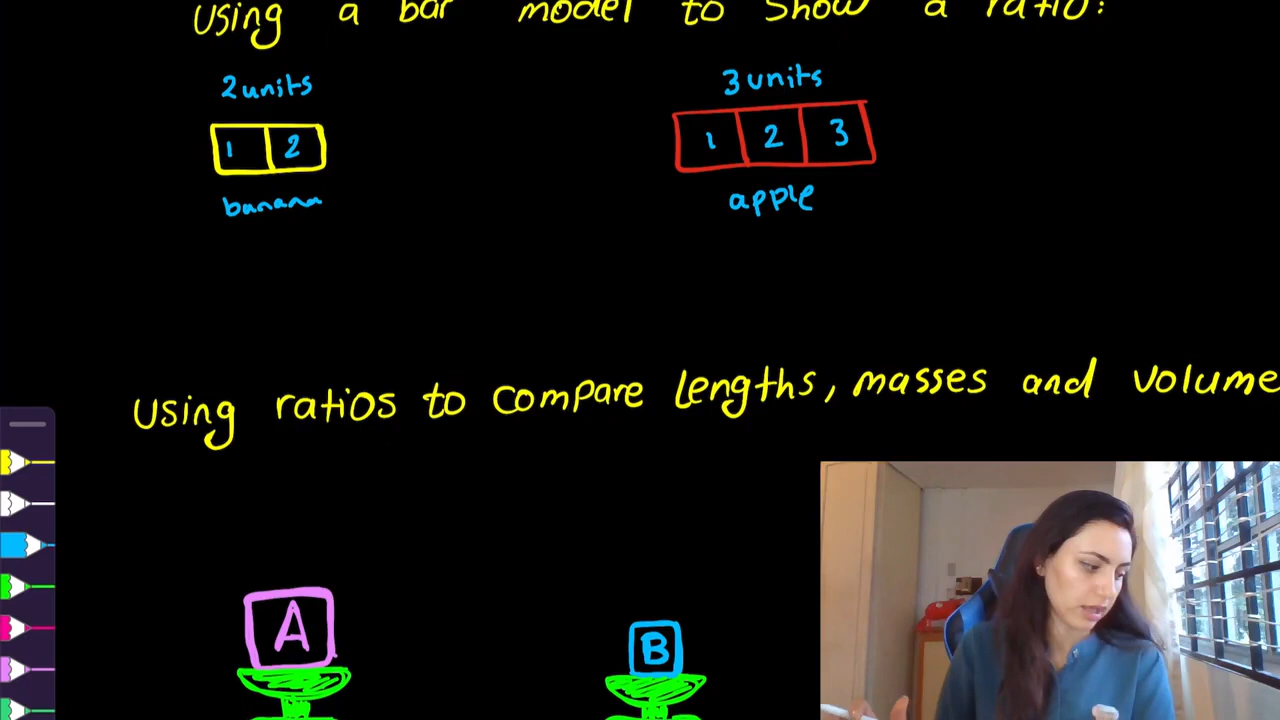 Using a bar model to show a ratio:
2 units
3 units
1 2
1 2 3
banana
apple
Using ratios to compare lengths, masses and volume
A
B